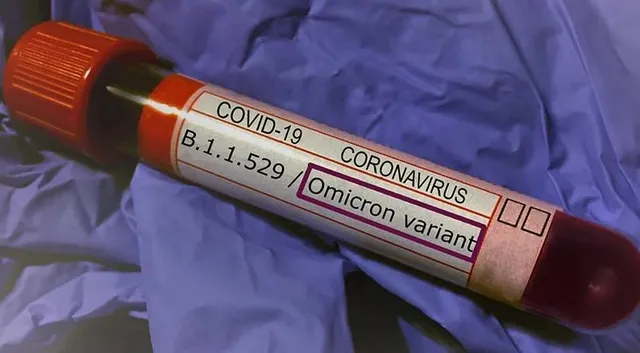 COVID-19 CORONAVIRUS
B.1.1.529 / Omicron variant